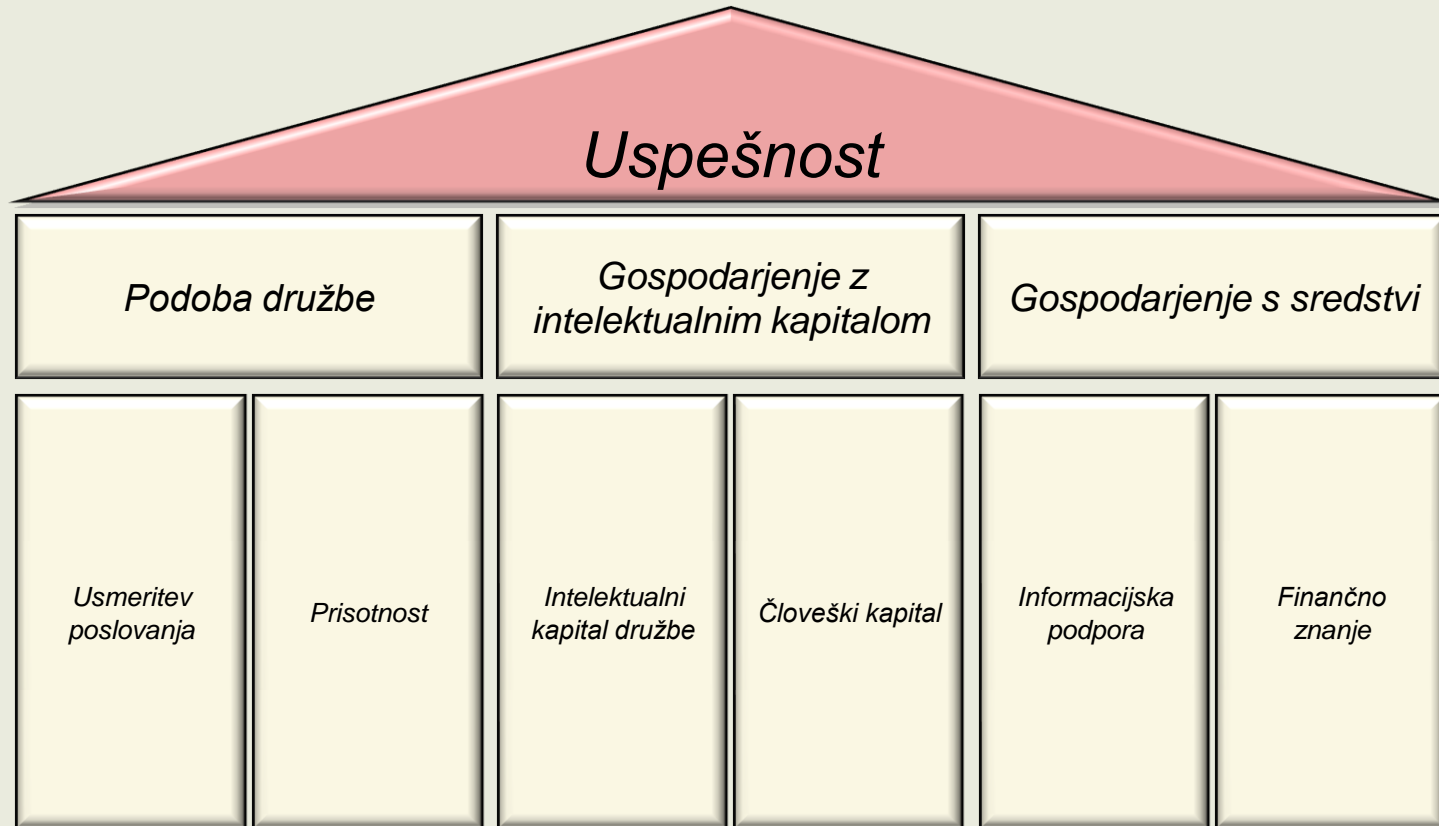 Uspešnost
Podoba družbe
Gospodarjenje z
intelektualnim kapitalom
Gospodarjenje s sredstvi
Usmeritev
poslovanja
Prisotnost
Intelektualni
kapital družbe
Človeški kapital
Informacijska
podpora
Finančno
znanje